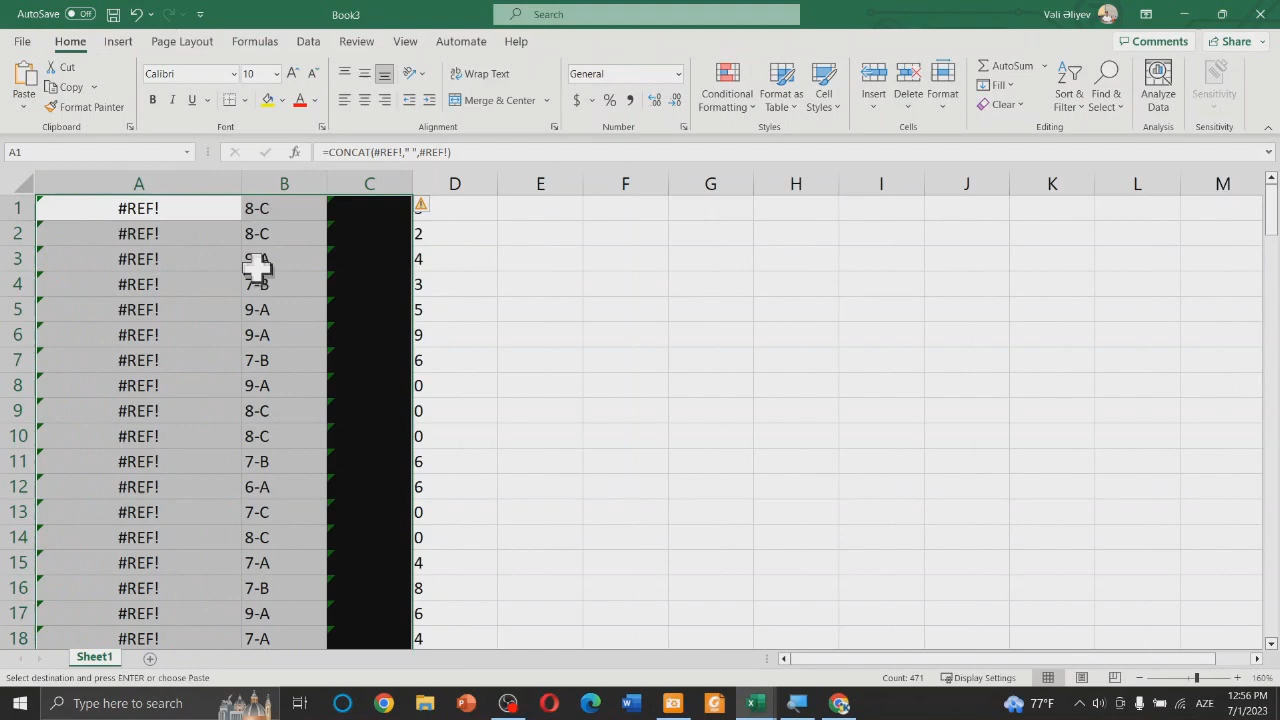 AutoSave Off Book3 Search Vəli Əliyev
File Home Insert Page Layout Formulas Data Review View Automate Help Comments Share
Paste Cut Copy Format Painter Clipboard
Calibri 10 B I U A Font
Wrap Text Merge & Center Alignment
General $ % , Number
Conditional Formatting Format as Table Cell Styles Styles
Insert Delete Format Cells
AutoSum Fill Clear Sort & Filter Find & Select Editing
Analyze Data Analysis
Sensitivity Sensitivity
A1 fx =CONCAT(#REF!," ",#REF!)
A B C D E F G H I J K L M
1 #REF! 8-C
2 #REF! 8-C 2
3 #REF! 4
4 #REF! 7-B 3
5 #REF! 9-A 5
6 #REF! 9-A 9
7 #REF! 7-B 6
8 #REF! 9-A 0
9 #REF! 8-C 0
10 #REF! 8-C 0
11 #REF! 7-B 6
12 #REF! 6-A 6
13 #REF! 7-C 0
14 #REF! 8-C 0
15 #REF! 7-A 4
16 #REF! 7-B 8
17 #REF! 9-A 6
18 #REF! 7-A 4
Sheet1
Select destination and press ENTER or choose Paste Count: 471 Display Settings 160%
Type here to search 77°F AZE 12:56 PM
7/1/2023